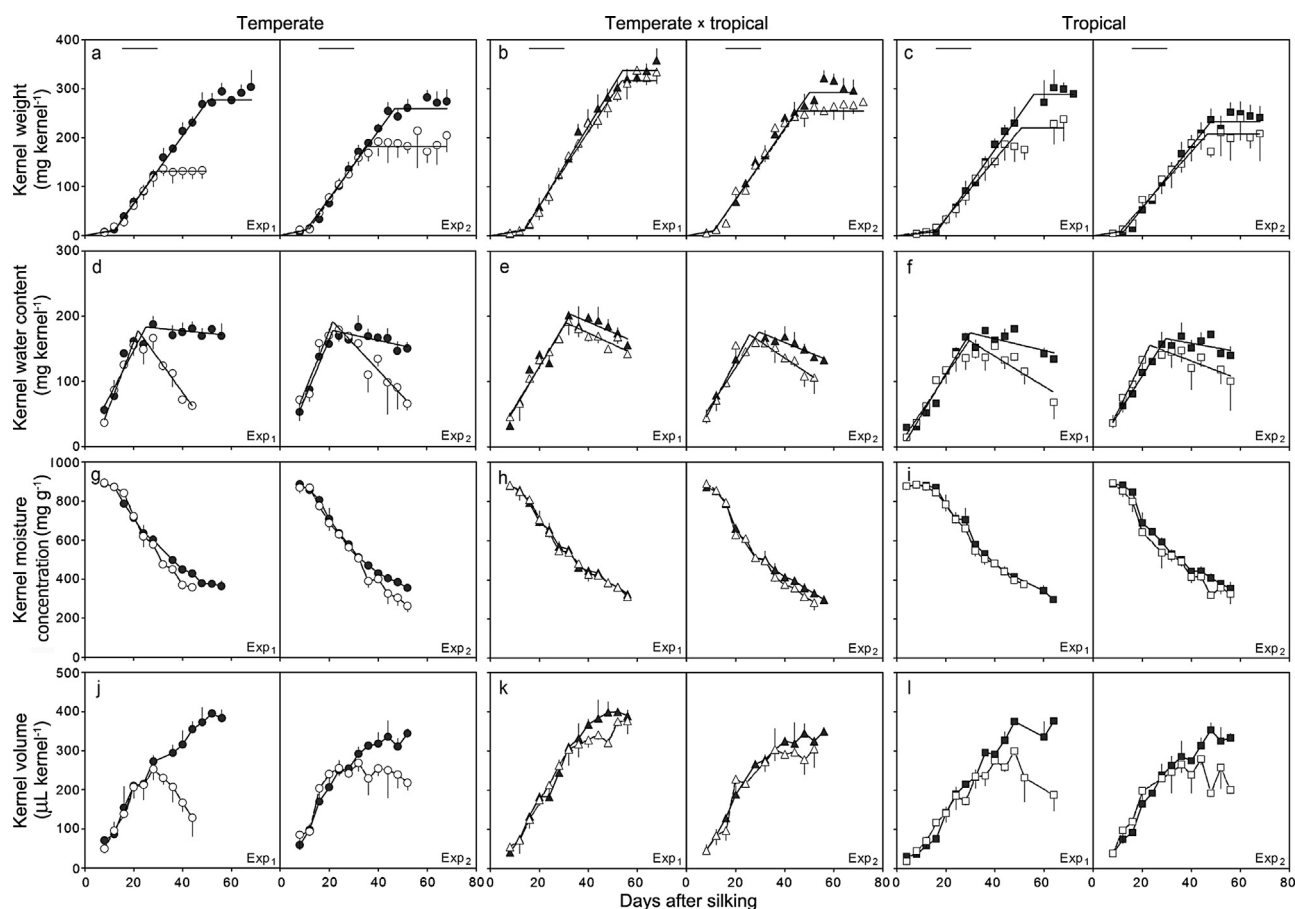 Temperate Temperate x tropical Tropical
400 a b c
300
200
100
0 Exp1 Exp2 Exp1 Exp2 Exp1 Exp2
Kernel weight
(mg kernel-1)
300 d e f
200
100
0 Exp1 Exp2 Exp1 Exp2 Exp1 Exp2
Kernel water content
(mg kernel-1)
1000 g h i
800
600
400
200
0 Exp1 Exp2 Exp1 Exp2 Exp1 Exp2
Kernel moisture
concentration (mg g-1)
500 j k l
400
300
200
100
0 Exp1 Exp2 Exp1 Exp2 Exp1 Exp2
Kernel volume
(µL kernel-1)
0 20 40 60 0 20 40 60 80 0 20 40 60 0 20 40 60 80 0 20 40 60 0 20 40 60 80
Days after silking